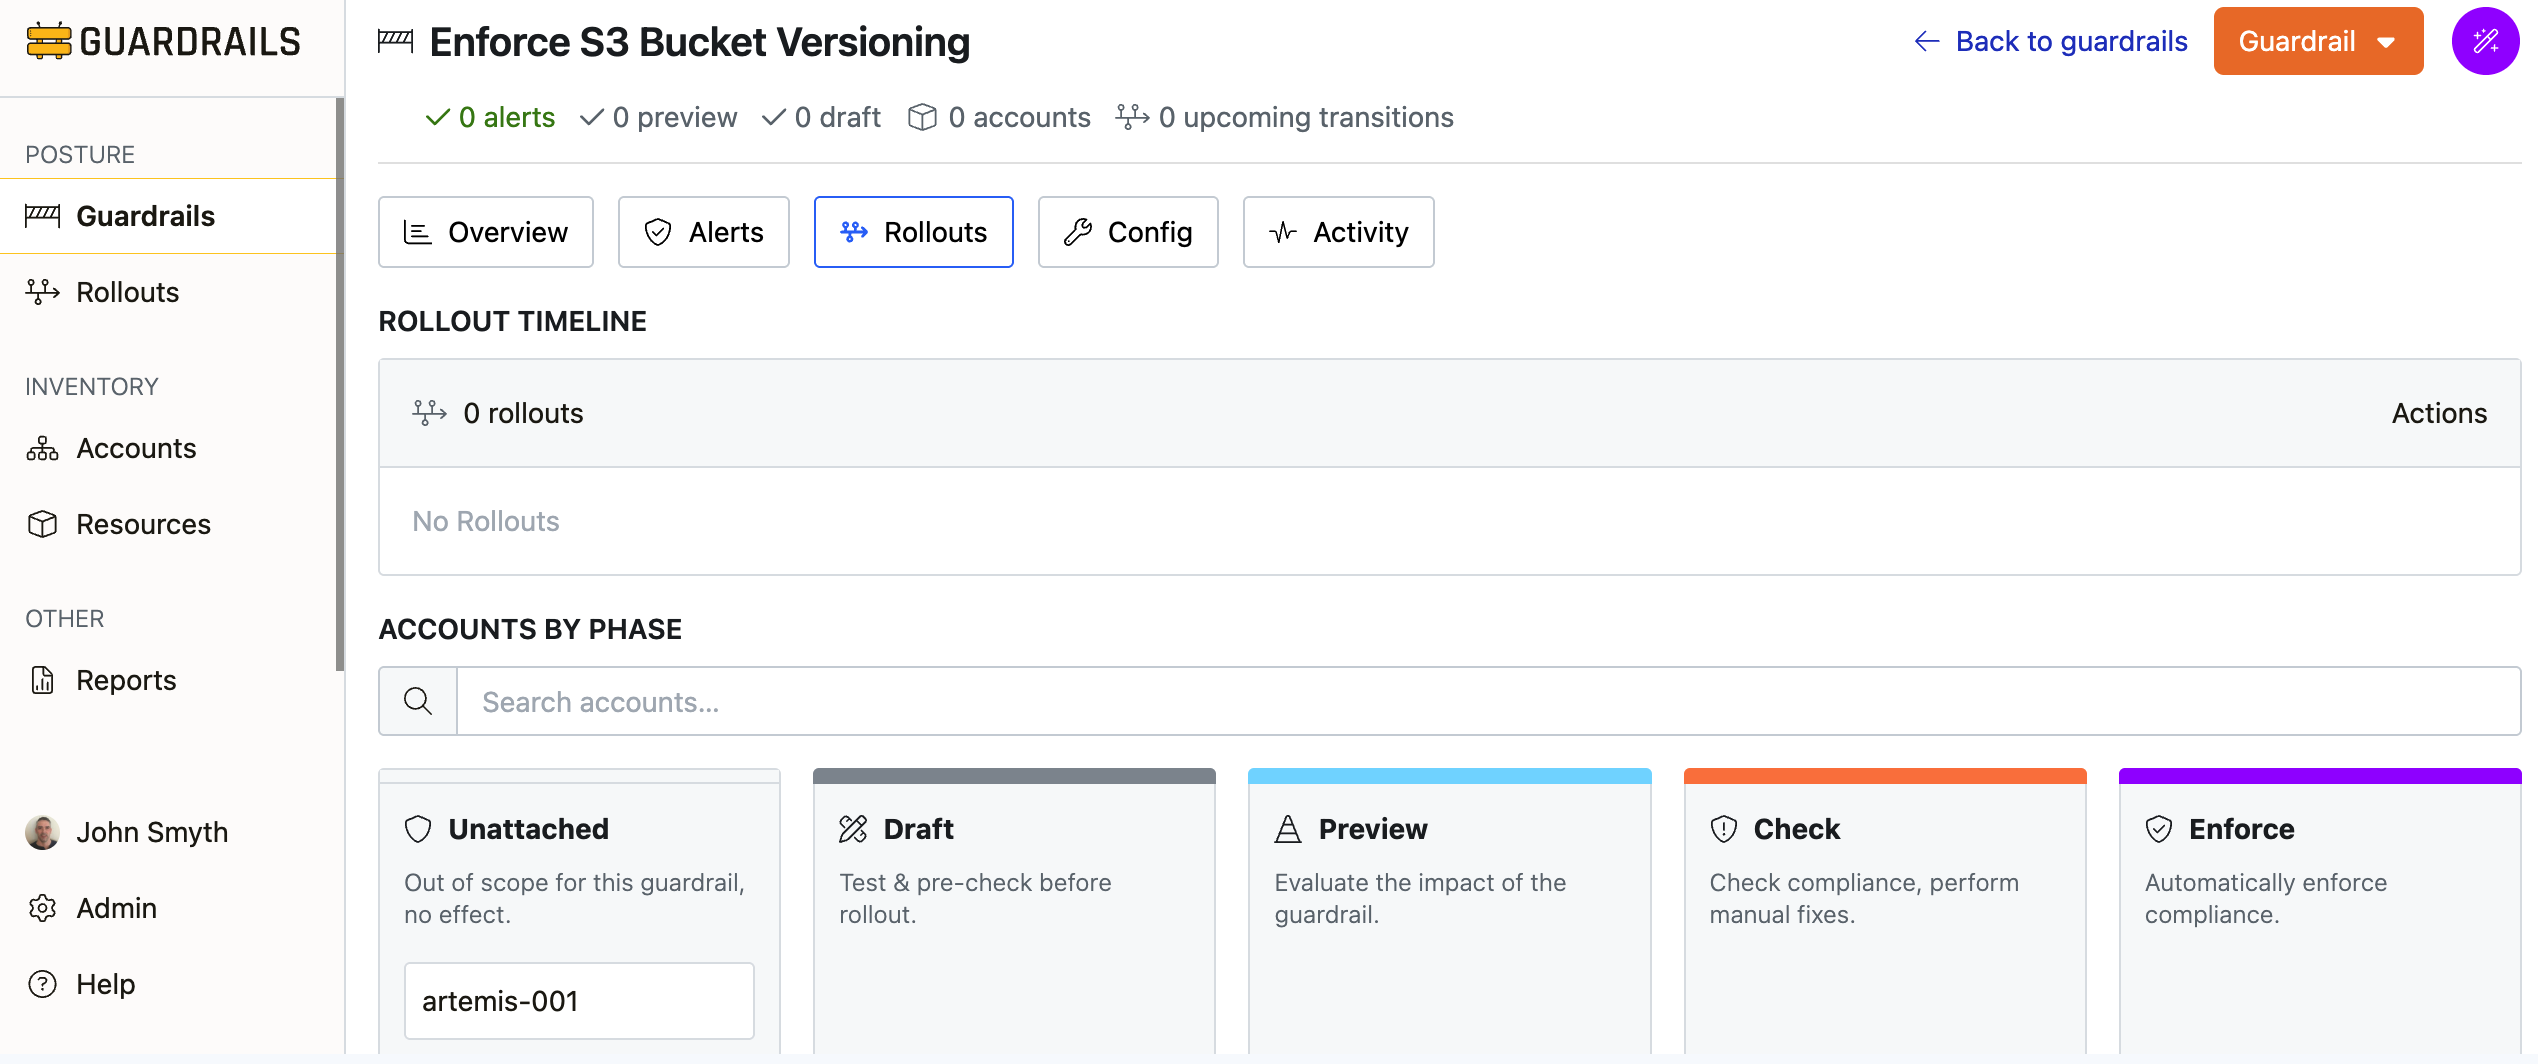 GUARDRAILS
Enforce S3 Bucket Versioning
Back to guardrails
Guardrail
0 alerts
0 preview
0 draft
0 accounts
0 upcoming transitions
POSTURE
Guardrails
Rollouts
INVENTORY
Accounts
Resources
OTHER
Reports
John Smyth
Admin
Help
Overview
Alerts
Rollouts
Config
Activity
ROLLOUT TIMELINE
0 rollouts
Actions
No Rollouts
ACCOUNTS BY PHASE
Search accounts...
Unattached
Out of scope for this guardrail,
no effect.
artemis-001
Draft
Test & pre-check before
rollout.
Preview
Evaluate the impact of the
guardrail.
Check
Check compliance, perform
manual fixes.
Enforce
Automatically enforce
compliance.